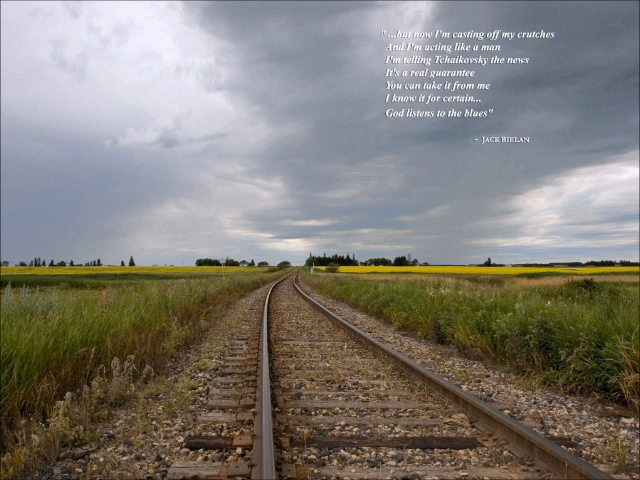 "...but now I'm casting off my crutches
And I'm acting like a man
I'm telling Tchaikovsky the news
It's a real guarantee
You can take it from me
I know it for certain...
God listens to the blues"
~ JACK BIELAN